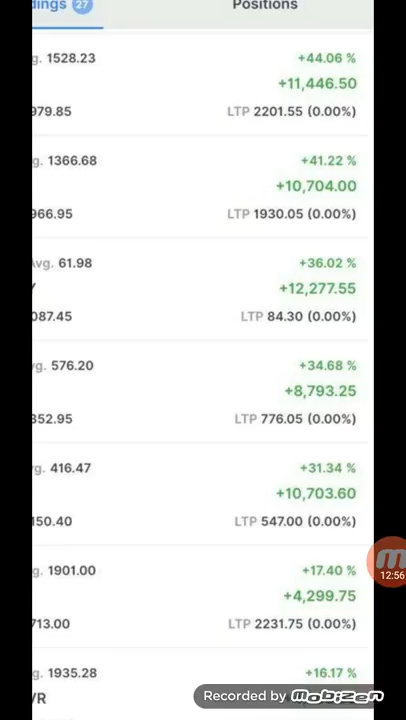 dings 27 Positions
g. 1528.23 +44.06 %
+11,446.50
979.85 LTP 2201.55 (0.00%)
g. 1366.68 +41.22 %
+10,704.00
966.95 LTP 1930.05 (0.00%)
Avg. 61.98 +36.02 %
+12,277.55
087.45 LTP 84.30 (0.00%)
vg. 576.20 +34.68 %
+8,793.25
352.95 LTP 776.05 (0.00%)
vg. 416.47 +31.34 %
+10,703.60
150.40 LTP 547.00 (0.00%)
g. 1901.00 +17.40 %
12:56
+4,299.75
713.00 LTP 2231.75 (0.00%)
g. 1935.28 +16.17 %
VR
Recorded by mobizen